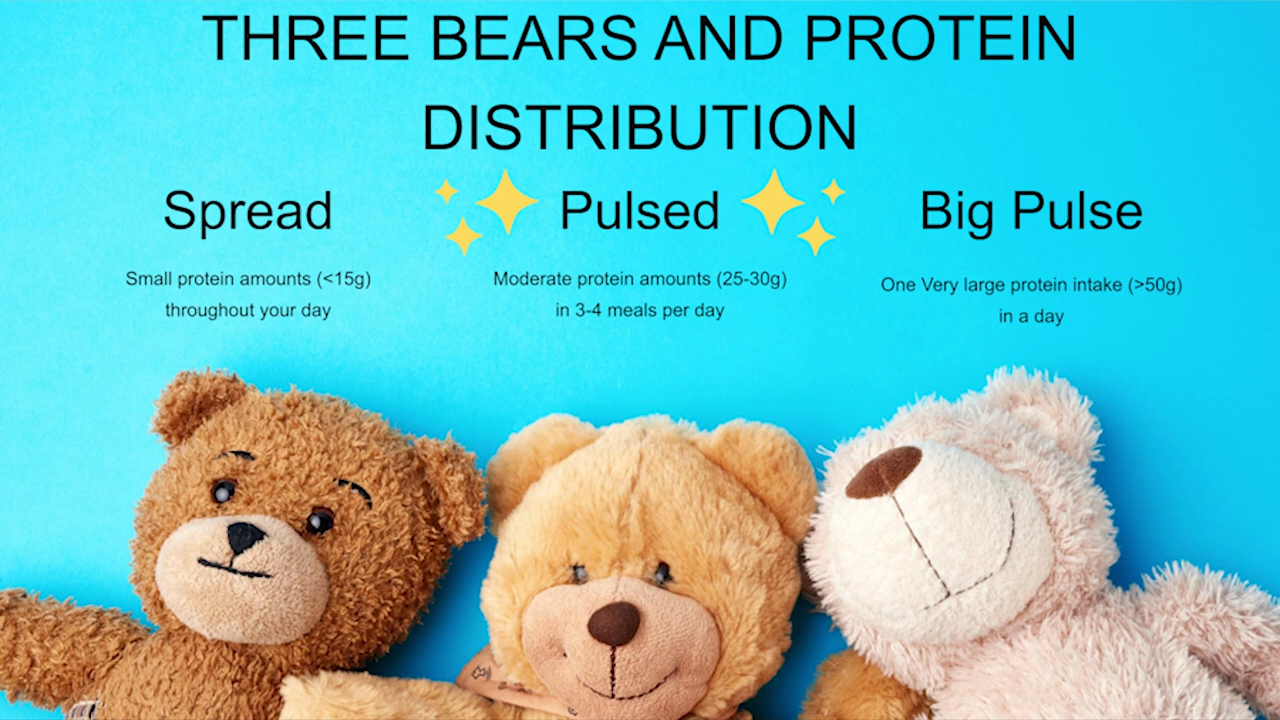 THREE BEARS AND PROTEIN
DISTRIBUTION
Spread
Pulsed
Big Pulse
Small protein amounts (<15g)
throughout your day
Moderate protein amounts (25-30g)
in 3-4 meals per day
One Very large protein intake (>50g)
in a day